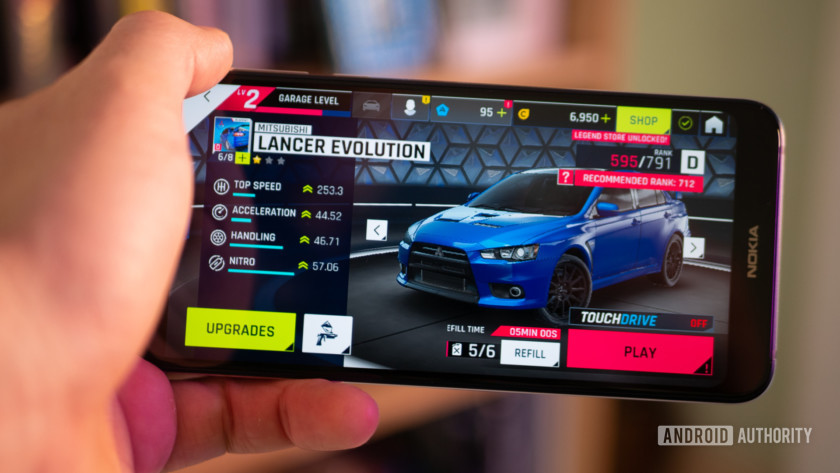 LV 2
GARAGE LEVEL
95 +
6,950 +
SHOP
LEGEND STORE UNLOCKED!
MITSUBISHI
LANCER EVOLUTION
6/8 +
RANK
595/791 D
? RECOMMENDED RANK: 712
TOP SPEED 253.3
ACCELERATION 44.52
HANDLING 46.71
NITRO 57.06
UPGRADES
TOUCHDRIVE OFF
EFILL TIME 05MIN 00S
5/6 REFILL
PLAY
NOKIA
ANDROID AUTHORITY